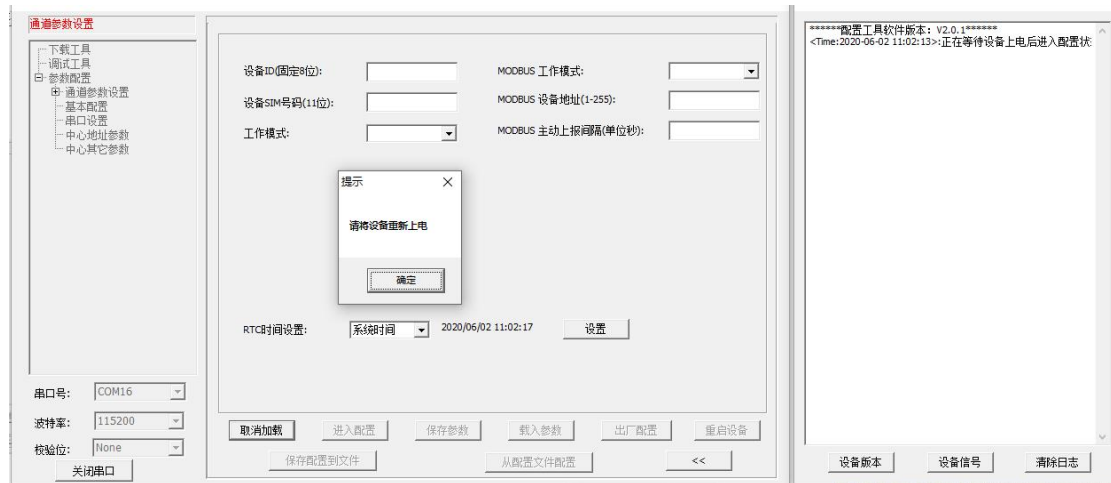 通道参数设置
下载工具
调试工具
参数配置
通道参数设置
基本配置
串口设置
中心地址参数
中心其它参数
串口号: COM16
波特率: 115200
校验位: None
关闭串口
设备ID(固定8位):
设备SIM号码(11位):
工作模式:
MODBUS 工作模式:
MODBUS 设备地址(1-255):
MODBUS 主动上报间隔(单位秒):
提示
请将设备重新上电
确定
RTC时间设置: 系统时间 2020/06/02 11:02:17 设置
取消加载 进入配置 保存参数 载入参数 出厂配置 重启设备
保存配置到文件 从配置文件配置 <<
******配置工具软件版本: V2.0.1******
<Time:2020-06-02 11:02:13>:正在等待设备上电后进入配置状
设备版本 设备信号 清除日志